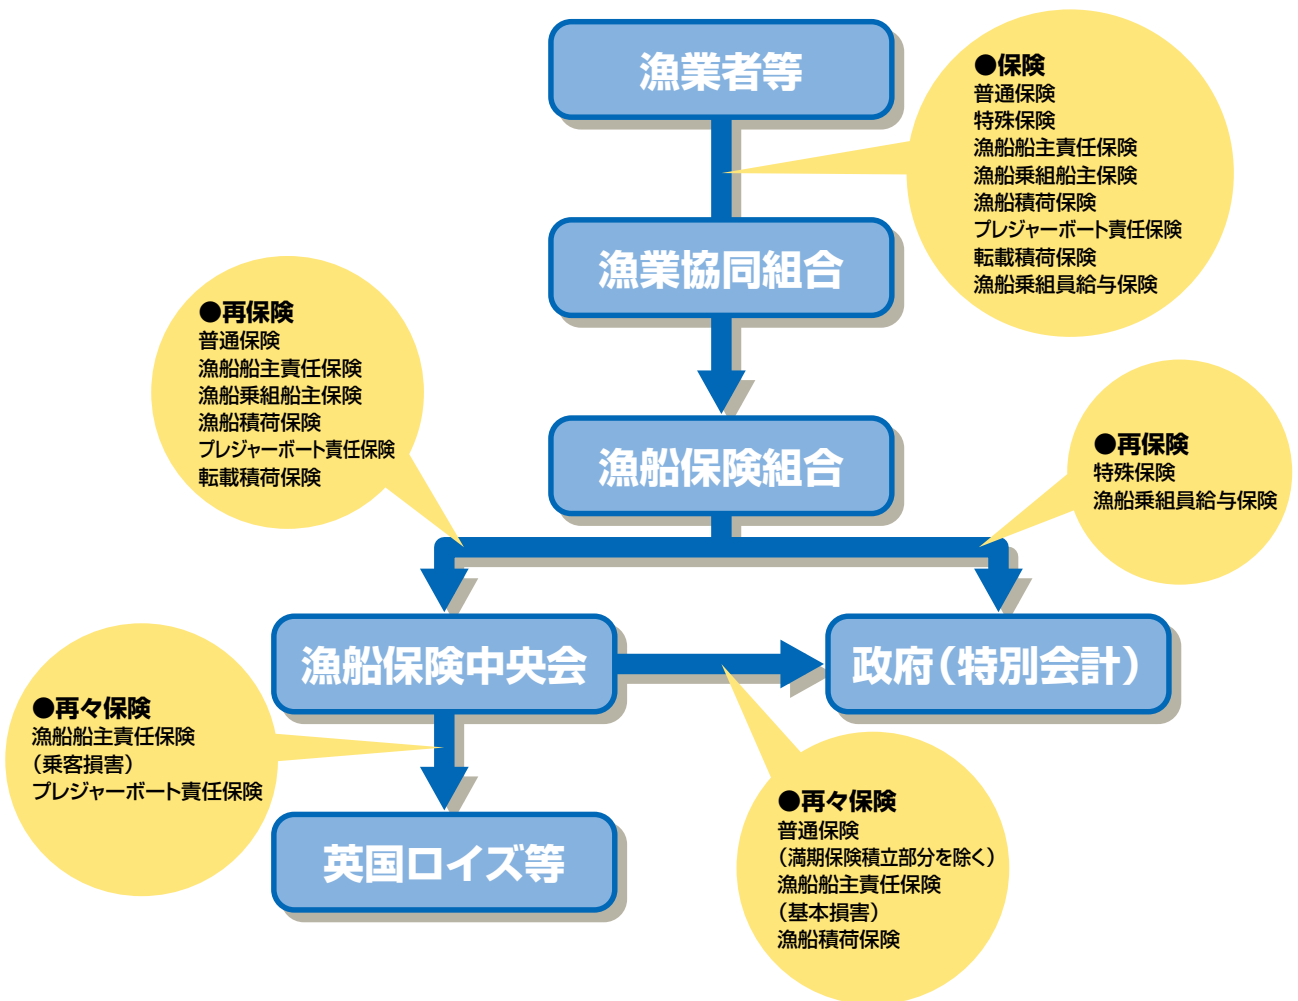 漁業者等
●保険
普通保険
特殊保険
漁船船主責任保険
漁船乗組船主保険
漁船積荷保険
プレジャーボート責任保険
転載積荷保険
漁船乗組員給与保険
漁業協同組合
●再保険
普通保険
漁船船主責任保険
漁船乗組船主保険
漁船積荷保険
プレジャーボート責任保険
転載積荷保険
漁船保険組合
●再保険
特殊保険
漁船乗組員給与保険
漁船保険中央会
政府(特別会計)
●再々保険
漁船船主責任保険
(乗客損害)
プレジャーボート責任保険
●再々保険
普通保険
(満期保険積立部分を除く)
漁船船主責任保険
(基本損害)
漁船積荷保険
英国ロイズ等